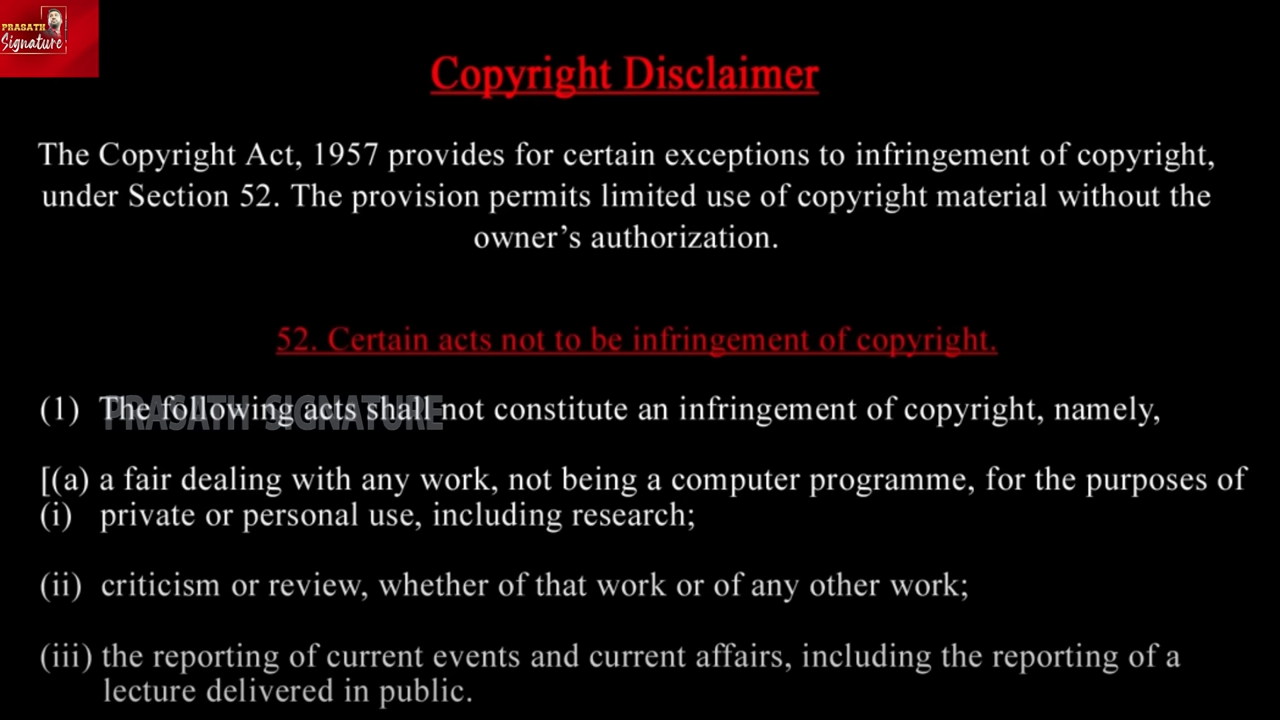 PRASATH
Signature
Copyright Disclaimer
The Copyright Act, 1957 provides for certain exceptions to infringement of copyright,
under Section 52. The provision permits limited use of copyright material without the
owner’s authorization.
52. Certain acts not to be infringement of copyright.
(1) The following acts shall not constitute an infringement of copyright, namely,
PRASATH SIGNATURE
[(a) a fair dealing with any work, not being a computer programme, for the purposes of
(i) private or personal use, including research;
(ii) criticism or review, whether of that work or of any other work;
(iii) the reporting of current events and current affairs, including the reporting of a
lecture delivered in public.